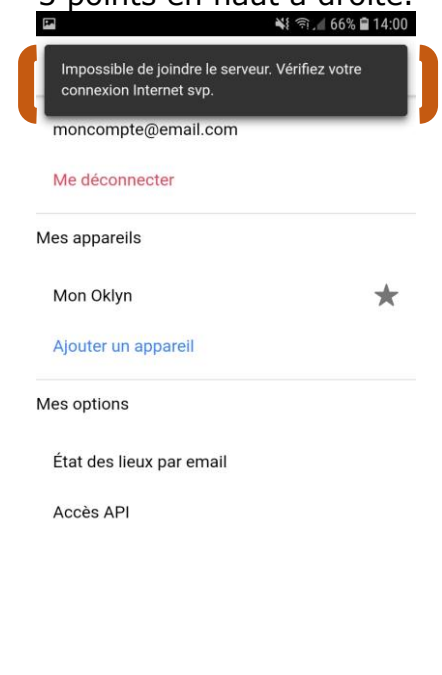 3 points en haut à droite.
66% 14:00
Impossible de joindre le serveur. Vérifiez votre
connexion Internet svp.
moncompte@email.com
Me déconnecter
Mes appareils
Mon Oklyn
Ajouter un appareil
Mes options
État des lieux par email
Accès API